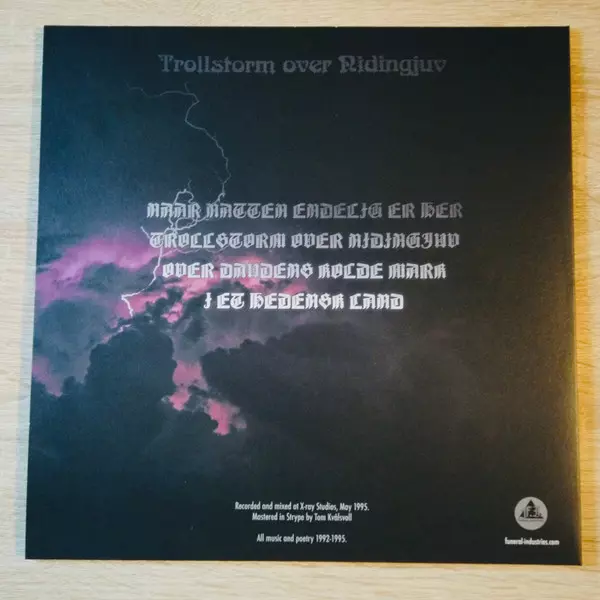 Trollstorm over Nidingjuv
NAAR NATTEN ENDELIG ER HER
TROLLSTORM OVER NIDINGJUV
OVER DAUDENS KOLDE MARK
I ET HEDENSK LAND
Recorded and mixed at X-ray Studios, May 1995.
Mastered in Strype by Tom Kvålsvoll
All music and poetry 1992-1995.
funeral-industries.com